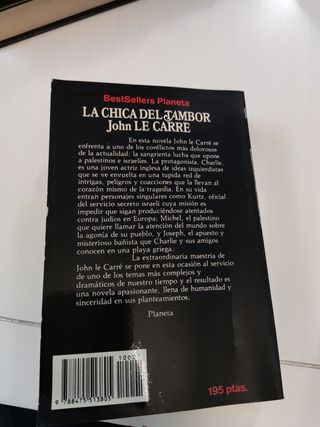 BestSellers Planeta
LA CHICA DEL TAMBOR
John LE CARRE
En esta novela John le Carré se
enfrenta a uno de los conflictos más dolorosos
de la actualidad: la sangrienta lucha que opone
a palestinos e israelíes. La protagonista, Charlie,
es una joven actriz inglesa de ideas izquierdistas
que se ve envuelta en una tupida red de
intrigas, peligros y coacciones que la llevan al
corazón mismo de la tragedia. En su vida
entran personajes singulares como Kurtz, oficial
del servicio secreto israelí cuya misión es
impedir que sigan produciéndose atentados
contra judíos en Europa; Michel, el palestino
que quiere llamar la atención del mundo sobre
la agonía de su pueblo, y Joseph, el apuesto y
misterioso bañista que Charlie y sus amigos
conocen en una playa griega.
La extraordinaria maestría de
John le Carré se pone en esta ocasión al servicio
de uno de los temas más complejos y
dramáticos de nuestro tiempo y el resultado es
una novela apasionante, llena de humanidad y
sinceridad en sus planteamientos.
Planeta
9 788475 513805
195 ptas.